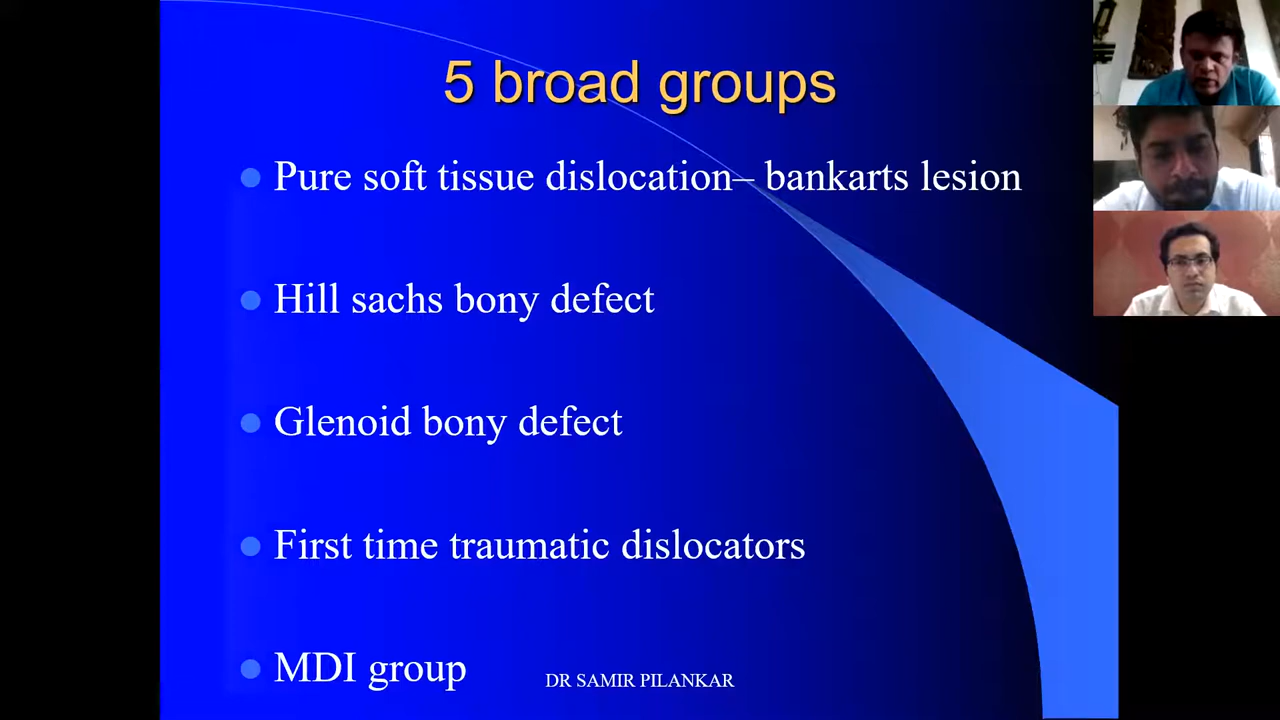 5 broad groups
Pure soft tissue dislocation– bankarts lesion
Hill sachs bony defect
Glenoid bony defect
First time traumatic dislocators
MDI group
DR SAMIR PILANKAR